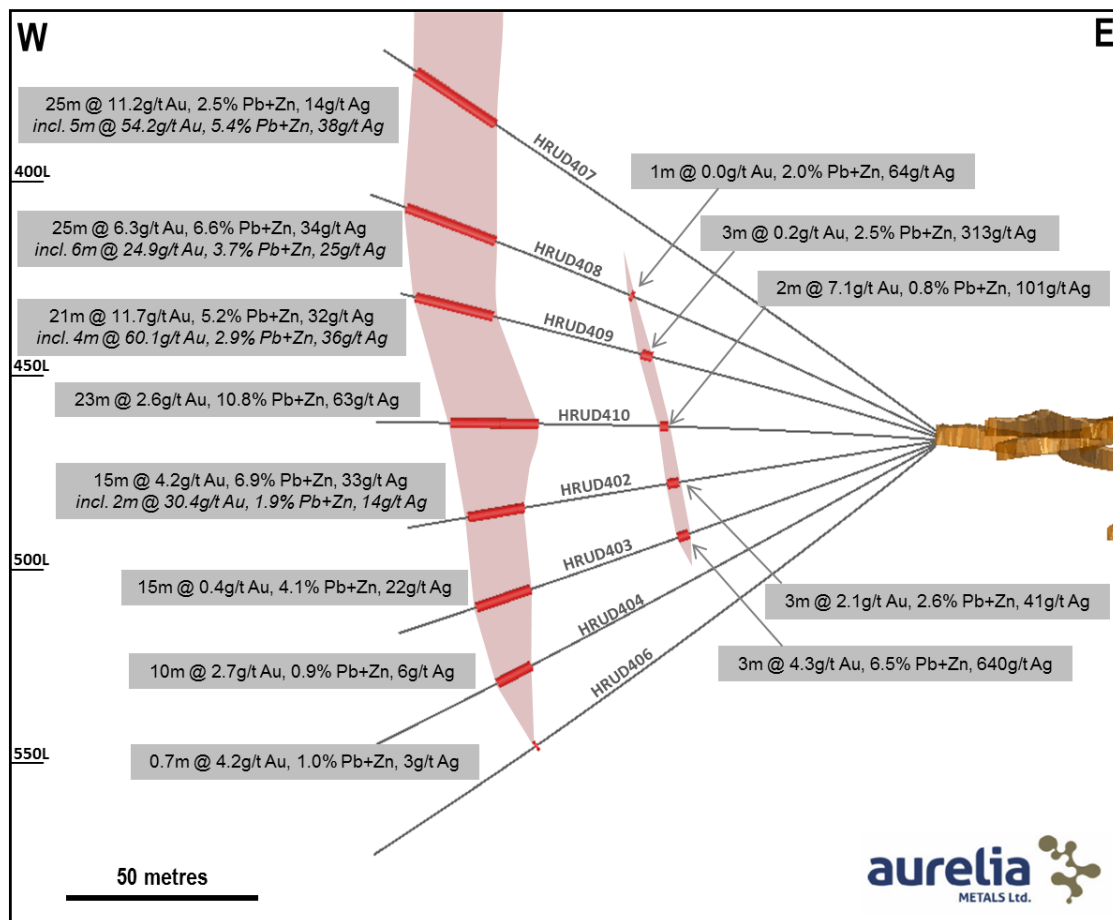 W
E
25m @ 11.2g/t Au, 2.5% Pb+Zn, 14g/t Ag
incl. 5m @ 54.2g/t Au, 5.4% Pb+Zn, 38g/t Ag
HRUD407
1m @ 0.0g/t Au, 2.0% Pb+Zn, 64g/t Ag
400L
25m @ 6.3g/t Au, 6.6% Pb+Zn, 34g/t Ag
incl. 6m @ 24.9g/t Au, 3.7% Pb+Zn, 25g/t Ag
HRUD408
3m @ 0.2g/t Au, 2.5% Pb+Zn, 313g/t Ag
2m @ 7.1g/t Au, 0.8% Pb+Zn, 101g/t Ag
21m @ 11.7g/t Au, 5.2% Pb+Zn, 32g/t Ag
incl. 4m @ 60.1g/t Au, 2.9% Pb+Zn, 36g/t Ag
HRUD409
450L
23m @ 2.6g/t Au, 10.8% Pb+Zn, 63g/t Ag
HRUD410
15m @ 4.2g/t Au, 6.9% Pb+Zn, 33g/t Ag
incl. 2m @ 30.4g/t Au, 1.9% Pb+Zn, 14g/t Ag
HRUD402
500L
HRUD403
15m @ 0.4g/t Au, 4.1% Pb+Zn, 22g/t Ag
HRUD404
3m @ 2.1g/t Au, 2.6% Pb+Zn, 41g/t Ag
10m @ 2.7g/t Au, 0.9% Pb+Zn, 6g/t Ag
HRUD406
3m @ 4.3g/t Au, 6.5% Pb+Zn, 640g/t Ag
550L
0.7m @ 4.2g/t Au, 1.0% Pb+Zn, 3g/t Ag
50 metres
aurelia
METALS Ltd.